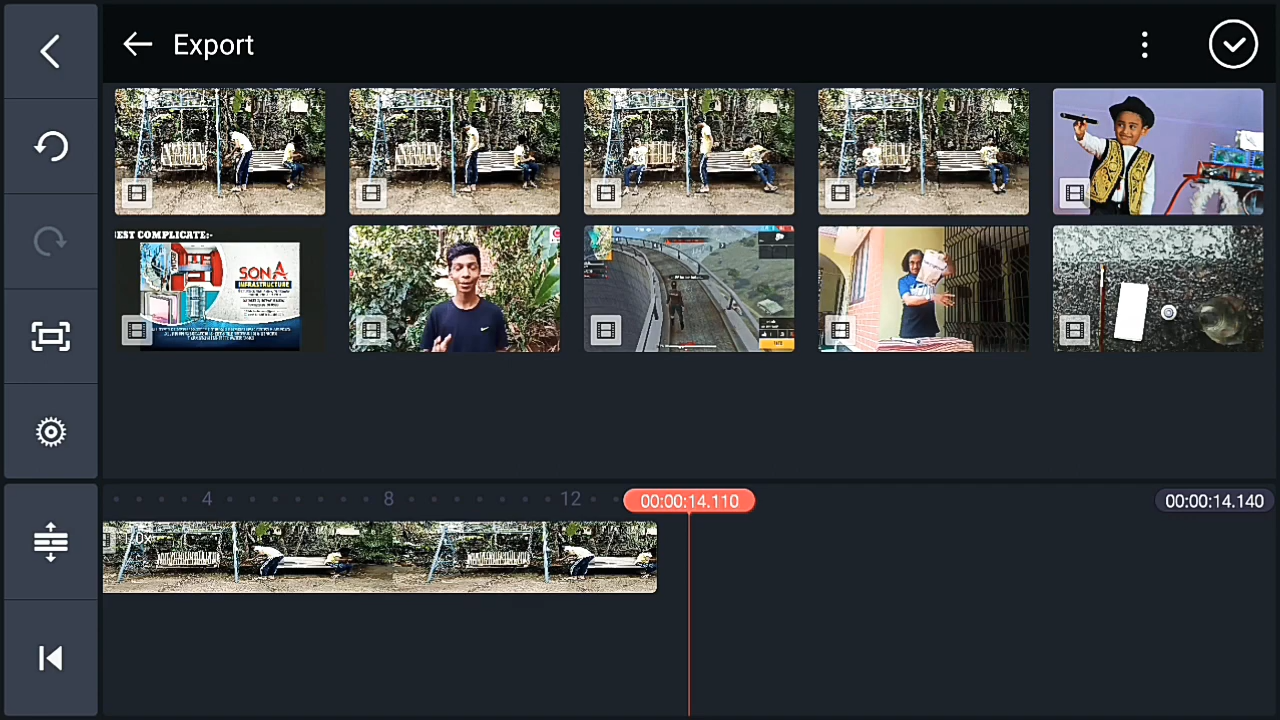 Export
EST COMPLICATE:-
SONA
INFRASTRUCTURE
4
8
12
00:00:14.110
00:00:14.140